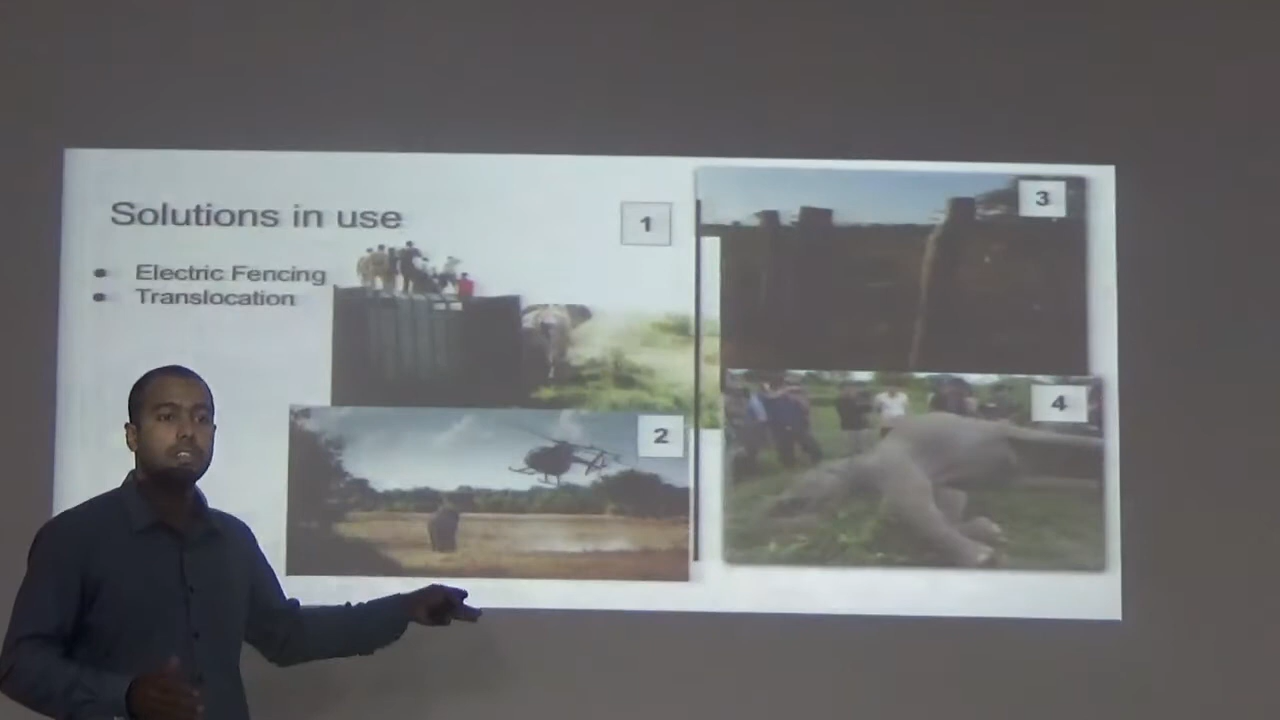 Solutions in use
● Electric Fencing
● Translocation
1
2
3
4